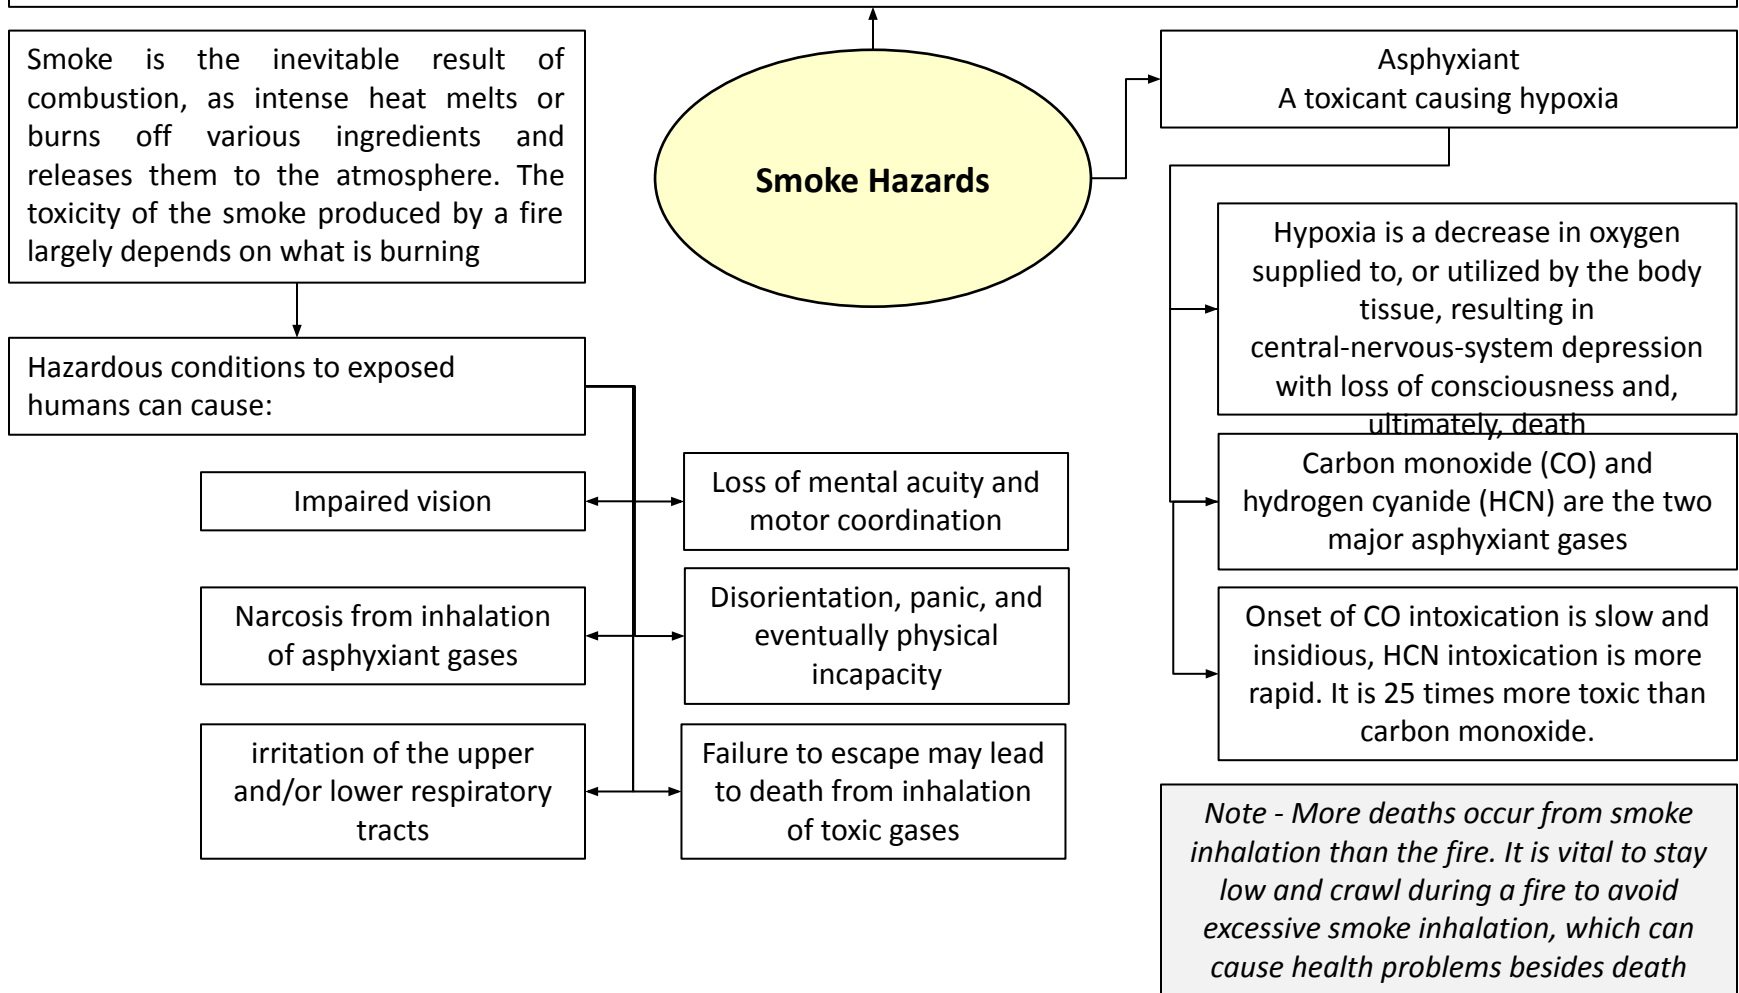 Smoke is the inevitable result of
combustion, as intense heat melts or
burns off various ingredients and
releases them to the atmosphere. The
toxicity of the smoke produced by a fire
largely depends on what is burning
Smoke Hazards
Asphyxiant
A toxicant causing hypoxia
Hypoxia is a decrease in oxygen
supplied to, or utilized by the body
tissue, resulting in
central-nervous-system depression
with loss of consciousness and,
ultimately, death
Hazardous conditions to exposed
humans can cause:
Impaired vision
Loss of mental acuity and
motor coordination
Narcosis from inhalation
of asphyxiant gases
Disorientation, panic, and
eventually physical
incapacity
irritation of the upper
and/or lower respiratory
tracts
Failure to escape may lead
to death from inhalation
of toxic gases
Carbon monoxide (CO) and
hydrogen cyanide (HCN) are the two
major asphyxiant gases
Onset of CO intoxication is slow and
insidious, HCN intoxication is more
rapid. It is 25 times more toxic than
carbon monoxide.
Note - More deaths occur from smoke
inhalation than the fire. It is vital to stay
low and crawl during a fire to avoid
excessive smoke inhalation, which can
cause health problems besides death